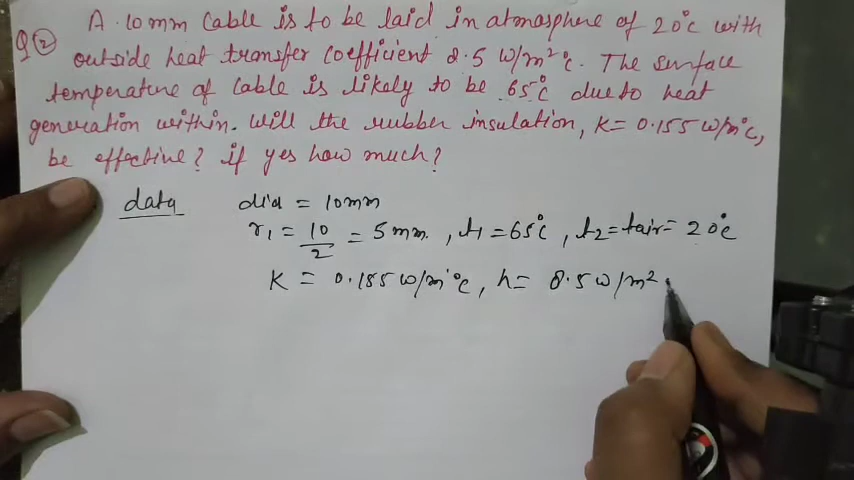 Q② A 10mm Cable is to be laid in atmosphere of 20°C with
outside heat transfer Coefficient 8.5 W/m²°C. The surface
temperature of Cable is likely to be 65°C due to heat
generation within. Will the rubber insulation, K= 0.155 W/m°C,
be effective? if yes how much?
data dia = 10mm
r₁ = 10/2 = 5mm, t₁ = 65°C, t₂ = tair = 20°C
K = 0.155 W/m°C, h = 8.5 W/m²